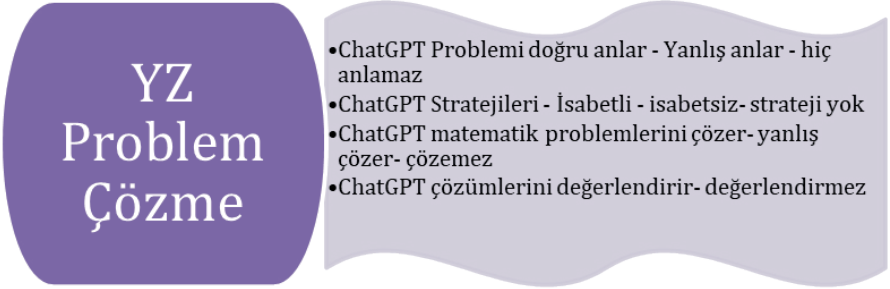 YZ
Problem
Çözme
•ChatGPT Problemi doğru anlar - Yanlış anlar - hiç
anlamaz
•ChatGPT Stratejileri - İsabetli - isabetsiz- strateji yok
•ChatGPT matematik problemlerini çözer- yanlış
çözer- çözemez
•ChatGPT çözümlerini değerlendirir- değerlendirmez